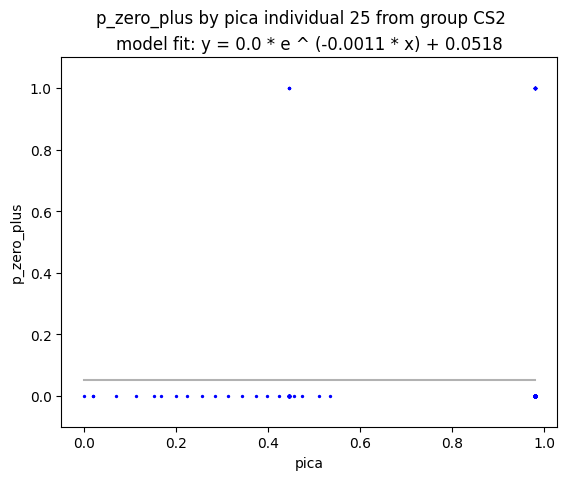 p_zero_plus by pica individual 25 from group CS2
model fit: y = 0.0 * e ^ (-0.0011 * x) + 0.0518
1.0
0.8
0.6
0.4
0.2
0.0
p_zero_plus
0.0 0.2 0.4 0.6 0.8 1.0
pica